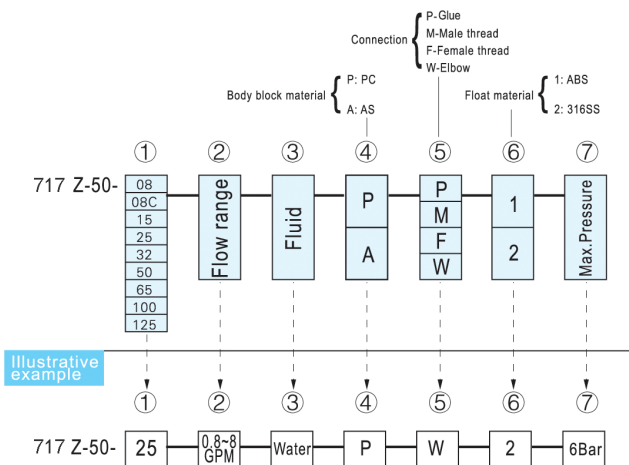 P-Glue
M-Male thread
Connection
F-Female thread
W-Elbow
P: PC
1: ABS
Body block material
Float material
A: AS
2: 316SS
① ② ③ ④ ⑤ ⑥ ⑦
717 Z-50-
08
08C
15
25
32
50
65
100
125
Flow range
Fluid
P
A
P
M
F
W
1
2
Max.Pressure
Illustrative
example
① ② ③ ④ ⑤ ⑥ ⑦
717 Z-50- 25 0.8~8 GPM Water P W 2 6Bar